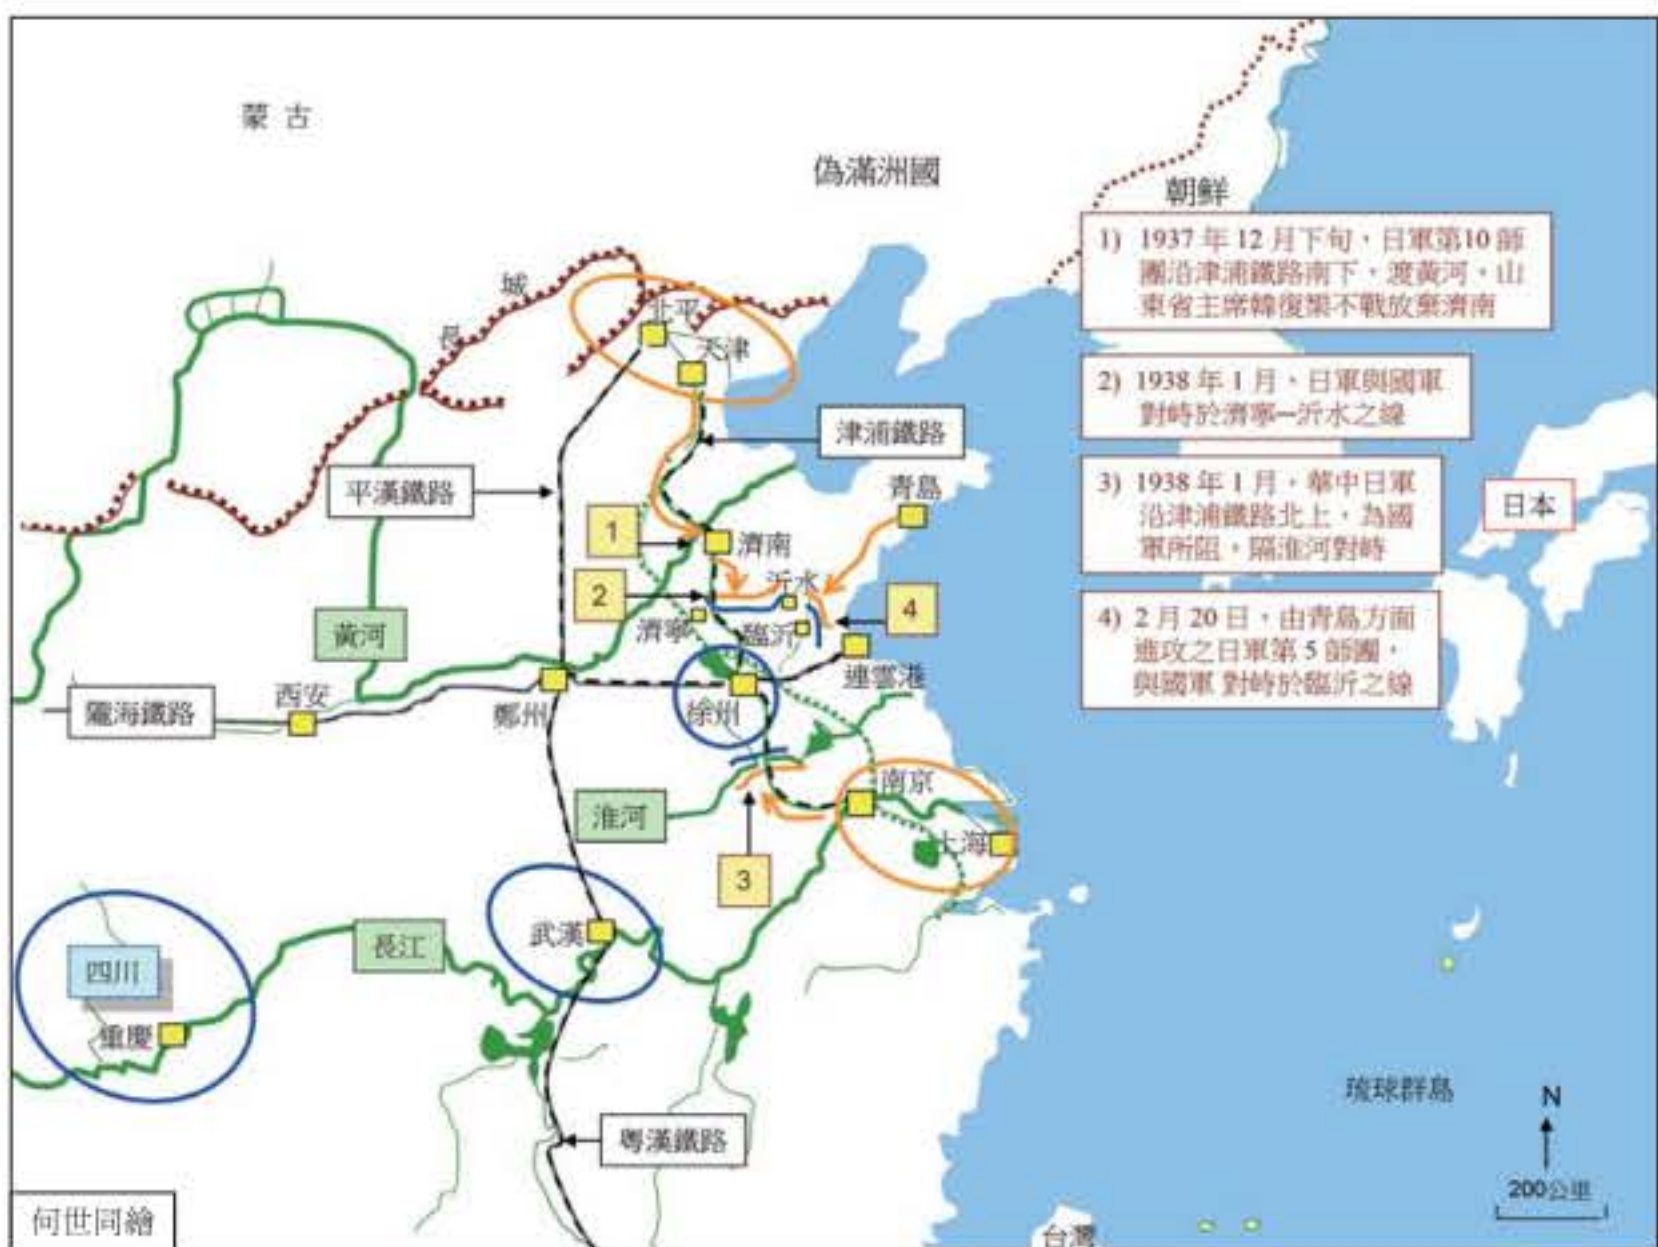 蒙古
偽滿洲國
朝鮮
1) 1937 年 12 月下旬，日軍第10 師
團沿津浦鐵路南下，渡黃河，山
東省主席韓復榘不戰放棄濟南
城
長
北平
天津
2) 1938 年 1 月，日軍與國軍
對峙於濟寧─沂水之線
津浦鐵路
平漢鐵路
青島
3) 1938 年 1 月，華中日軍
沿津浦鐵路北上，為國
軍所阻，隔淮河對峙
日本
1
濟南
沂水
2
4
濟寧
臨沂
4) 2 月 20 日，由青島方面
進攻之日軍第 5 師團，
與國軍 對峙於臨沂之線
黃河
連雲港
西安
隴海鐵路
鄭州
徐州
南京
淮河
上海
3
武漢
長江
四川
重慶
琉球群島
N
粵漢鐵路
200公里
何世同繪
台灣